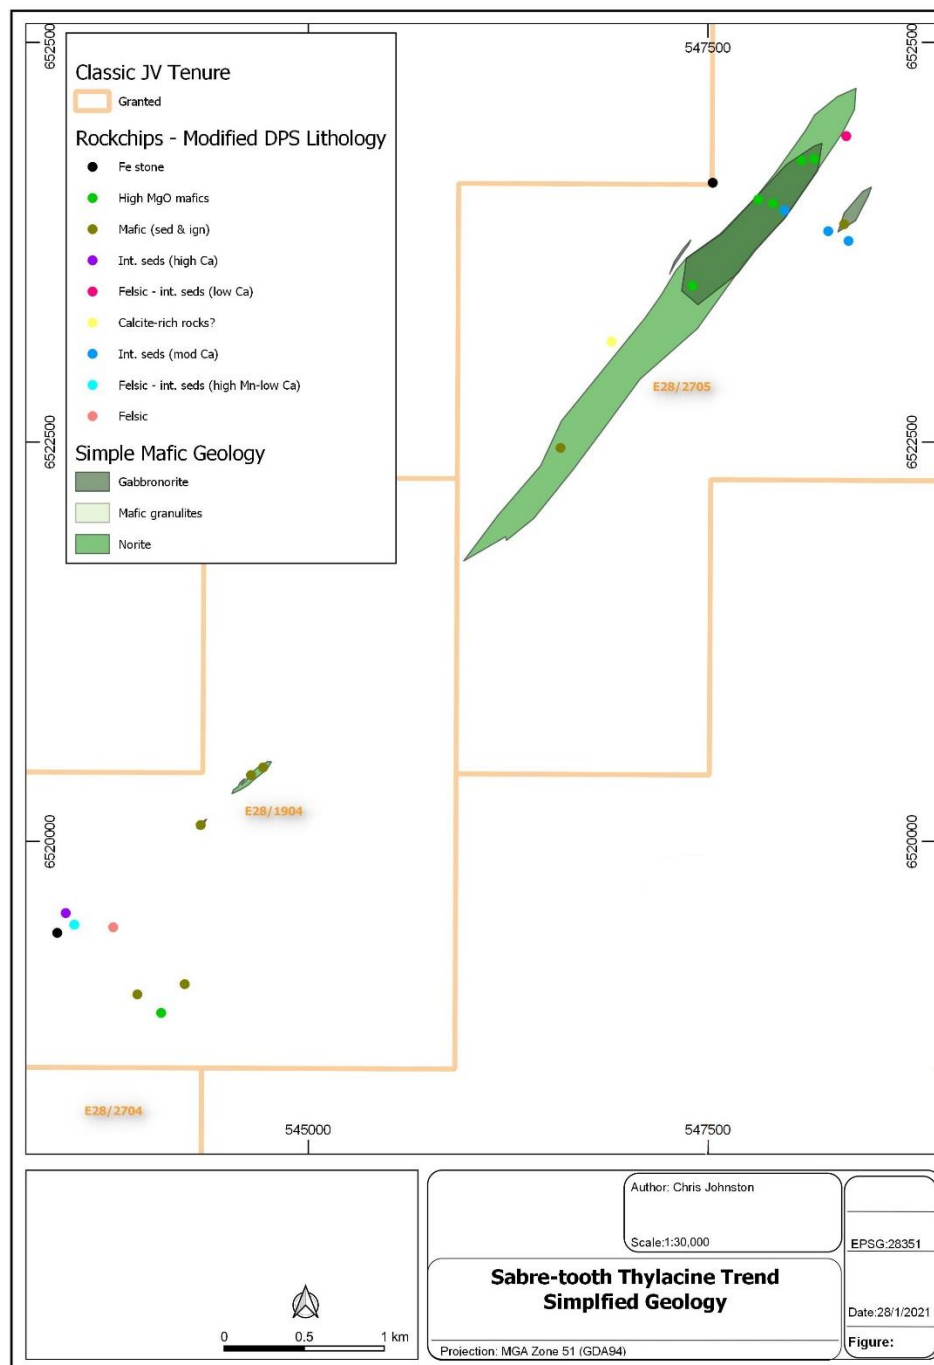 652500
547500
652500
Classic JV Tenure
Granted
Rockchips - Modified DPS Lithology
Fe stone
High MgO mafics
Mafic (sed & ign)
Int. seds (high Ca)
Felsic - int. seds (low Ca)
Calcite-rich rocks?
Int. seds (mod Ca)
Felsic - int. seds (high Mn-low Ca)
Felsic
Simple Mafic Geology
Gabbronorite
Mafic granulites
Norite
E28/2705
6522500
6522500
E28/1904
6520000
6520000
E28/2704
545000
547500
Author: Chris Johnston
Scale:1:30,000
EPSG:28351
Sabre-tooth Thylacine Trend
Simplfied Geology
Date:28/1/2021
Figure:
Projection: MGA Zone 51 (GDA94)
0 0.5 1 km